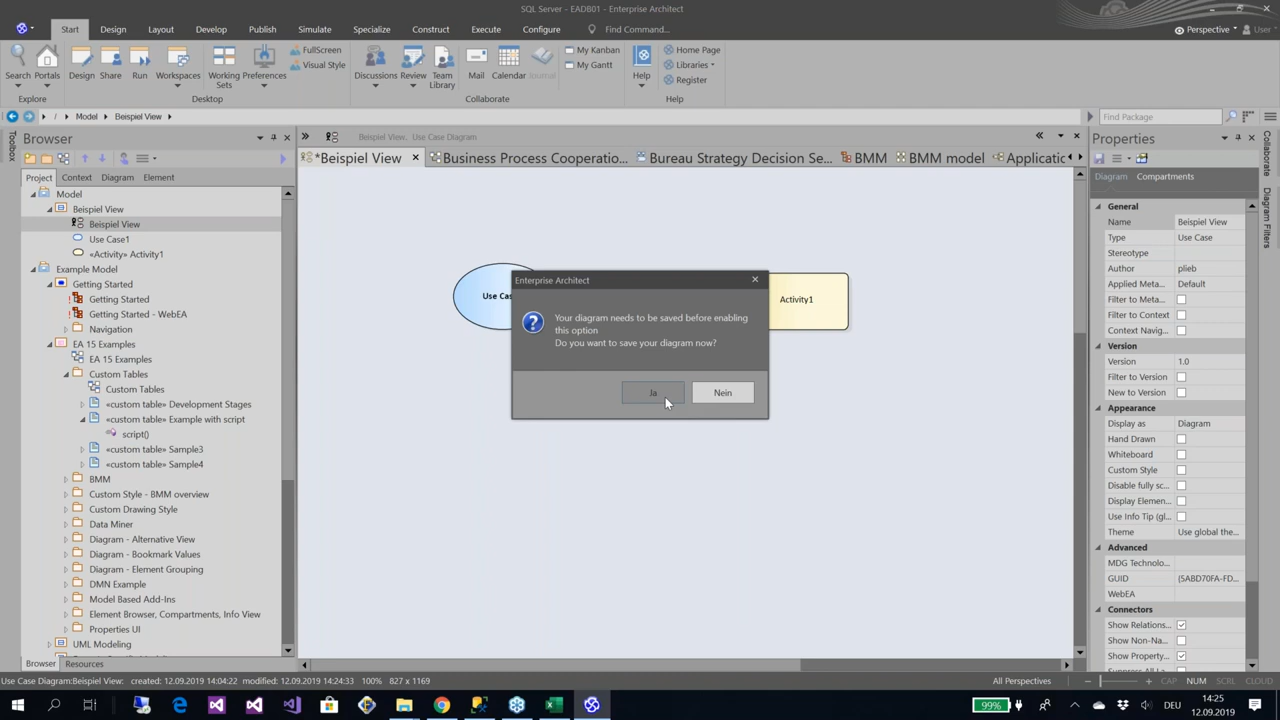 SQL Server - EADB01 - Enterprise Architect
Start Design Layout Develop Publish Simulate Specialize Construct Execute Configure Find Command... Perspective User
Search Portals Design Share Run Workspaces Working Sets Preferences FullScreen Visual Style Discussions Review Team Library Mail Calendar Journal My Kanban My Gantt Help Home Page Libraries Register
Explore Desktop Collaborate Help
/ Model Beispiel View Find Package
Toolbox
Browser
Project Context Diagram Element
Model
Beispiel View
Beispiel View
Use Case1
«Activity» Activity1
Example Model
Getting Started
Getting Started
Getting Started - WebEA
Navigation
EA 15 Examples
EA 15 Examples
Custom Tables
Custom Tables
«custom table» Development Stages
«custom table» Example with script
script()
«custom table» Sample3
«custom table» Sample4
BMM
Custom Style - BMM overview
Custom Drawing Style
Data Miner
Diagram - Alternative View
Diagram - Bookmark Values
Diagram - Element Grouping
DMN Example
Model Based Add-Ins
Element Browser, Compartments, Info View
Properties UI
UML Modeling
Browser Resources
Beispiel View, Use Case Diagram
*Beispiel View Business Process Cooperatio... Bureau Strategy Decision Se... BMM BMM model Applicatic
Use Cas
Activity1
Enterprise Architect
Your diagram needs to be saved before enabling
this option
Do you want to save your diagram now?
Ja Nein
Properties
Diagram Compartments
General
Name Beispiel View
Type Use Case
Stereotype
Author plieb
Applied Meta... Default
Filter to Meta...
Filter to Context
Context Navig...
Version
Version 1.0
Filter to Version
New to Version
Appearance
Display as Diagram
Hand Drawn
Whiteboard
Custom Style
Disable fully sc...
Display Elemen...
Use Info Tip (gl...
Theme Use global the...
Advanced
MDG Technolo...
GUID {5ABD70FA-FD...
WebEA
Connectors
Show Relations...
Show Non-Na...
Show Property...
Collaborate
Diagram Filters
Use Case Diagram:Beispiel View: created: 12.09.2019 14:04:22 modified: 12.09.2019 14:24:33 100% 827 x 1169 All Perspectives CAP NUM SCRL CLOUD
99% DEU 14:25
12.09.2019